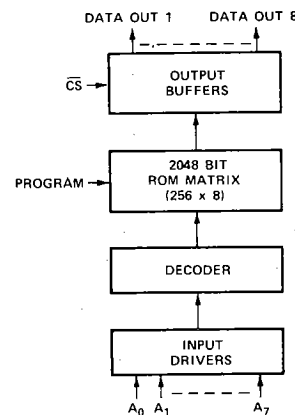 DATA OUT 1 DATA OUT 8
CS
OUTPUT
BUFFERS
PROGRAM
2048 BIT
ROM MATRIX
(256 x 8)
DECODER
INPUT
DRIVERS
A0 A1 A7